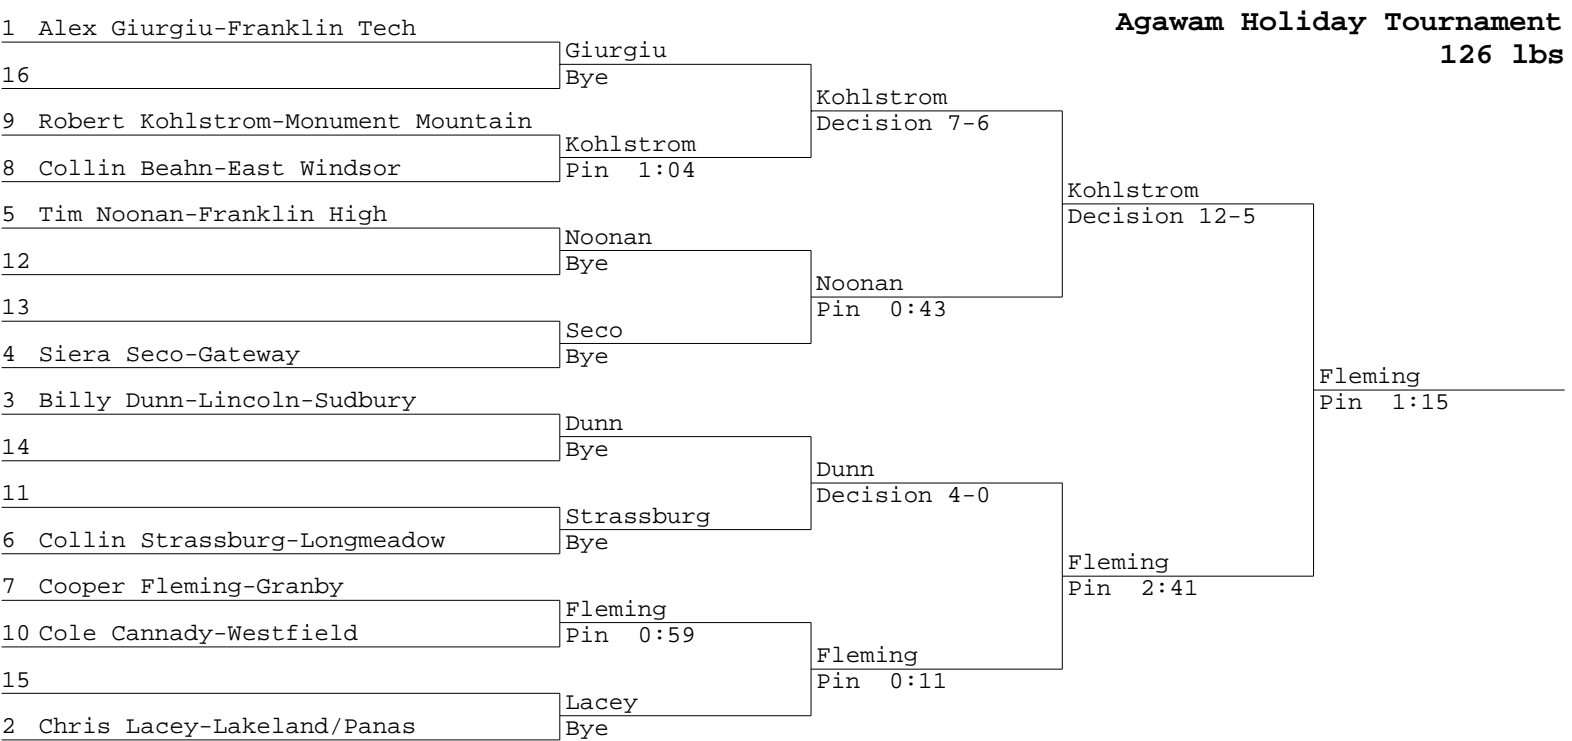 Agawam Holiday Tournament
126 lbs
1 Alex Giurgiu-Franklin Tech
16
9 Robert Kohlstrom-Monument Mountain
8 Collin Beahn-East Windsor
5 Tim Noonan-Franklin High
12
13
4 Siera Seco-Gateway
3 Billy Dunn-Lincoln-Sudbury
14
11
6 Collin Strassburg-Longmeadow
7 Cooper Fleming-Granby
10 Cole Cannady-Westfield
15
2 Chris Lacey-Lakeland/Panas
Giurgiu
Bye
Kohlstrom
Pin 1:04
Noonan
Bye
Seco
Bye
Dunn
Bye
Strassburg
Bye
Fleming
Pin 0:59
Lacey
Bye
Kohlstrom
Decision 7-6
Noonan
Pin 0:43
Dunn
Decision 4-0
Fleming
Pin 0:11
Kohlstrom
Decision 12-5
Fleming
Pin 2:41
Fleming
Pin 1:15